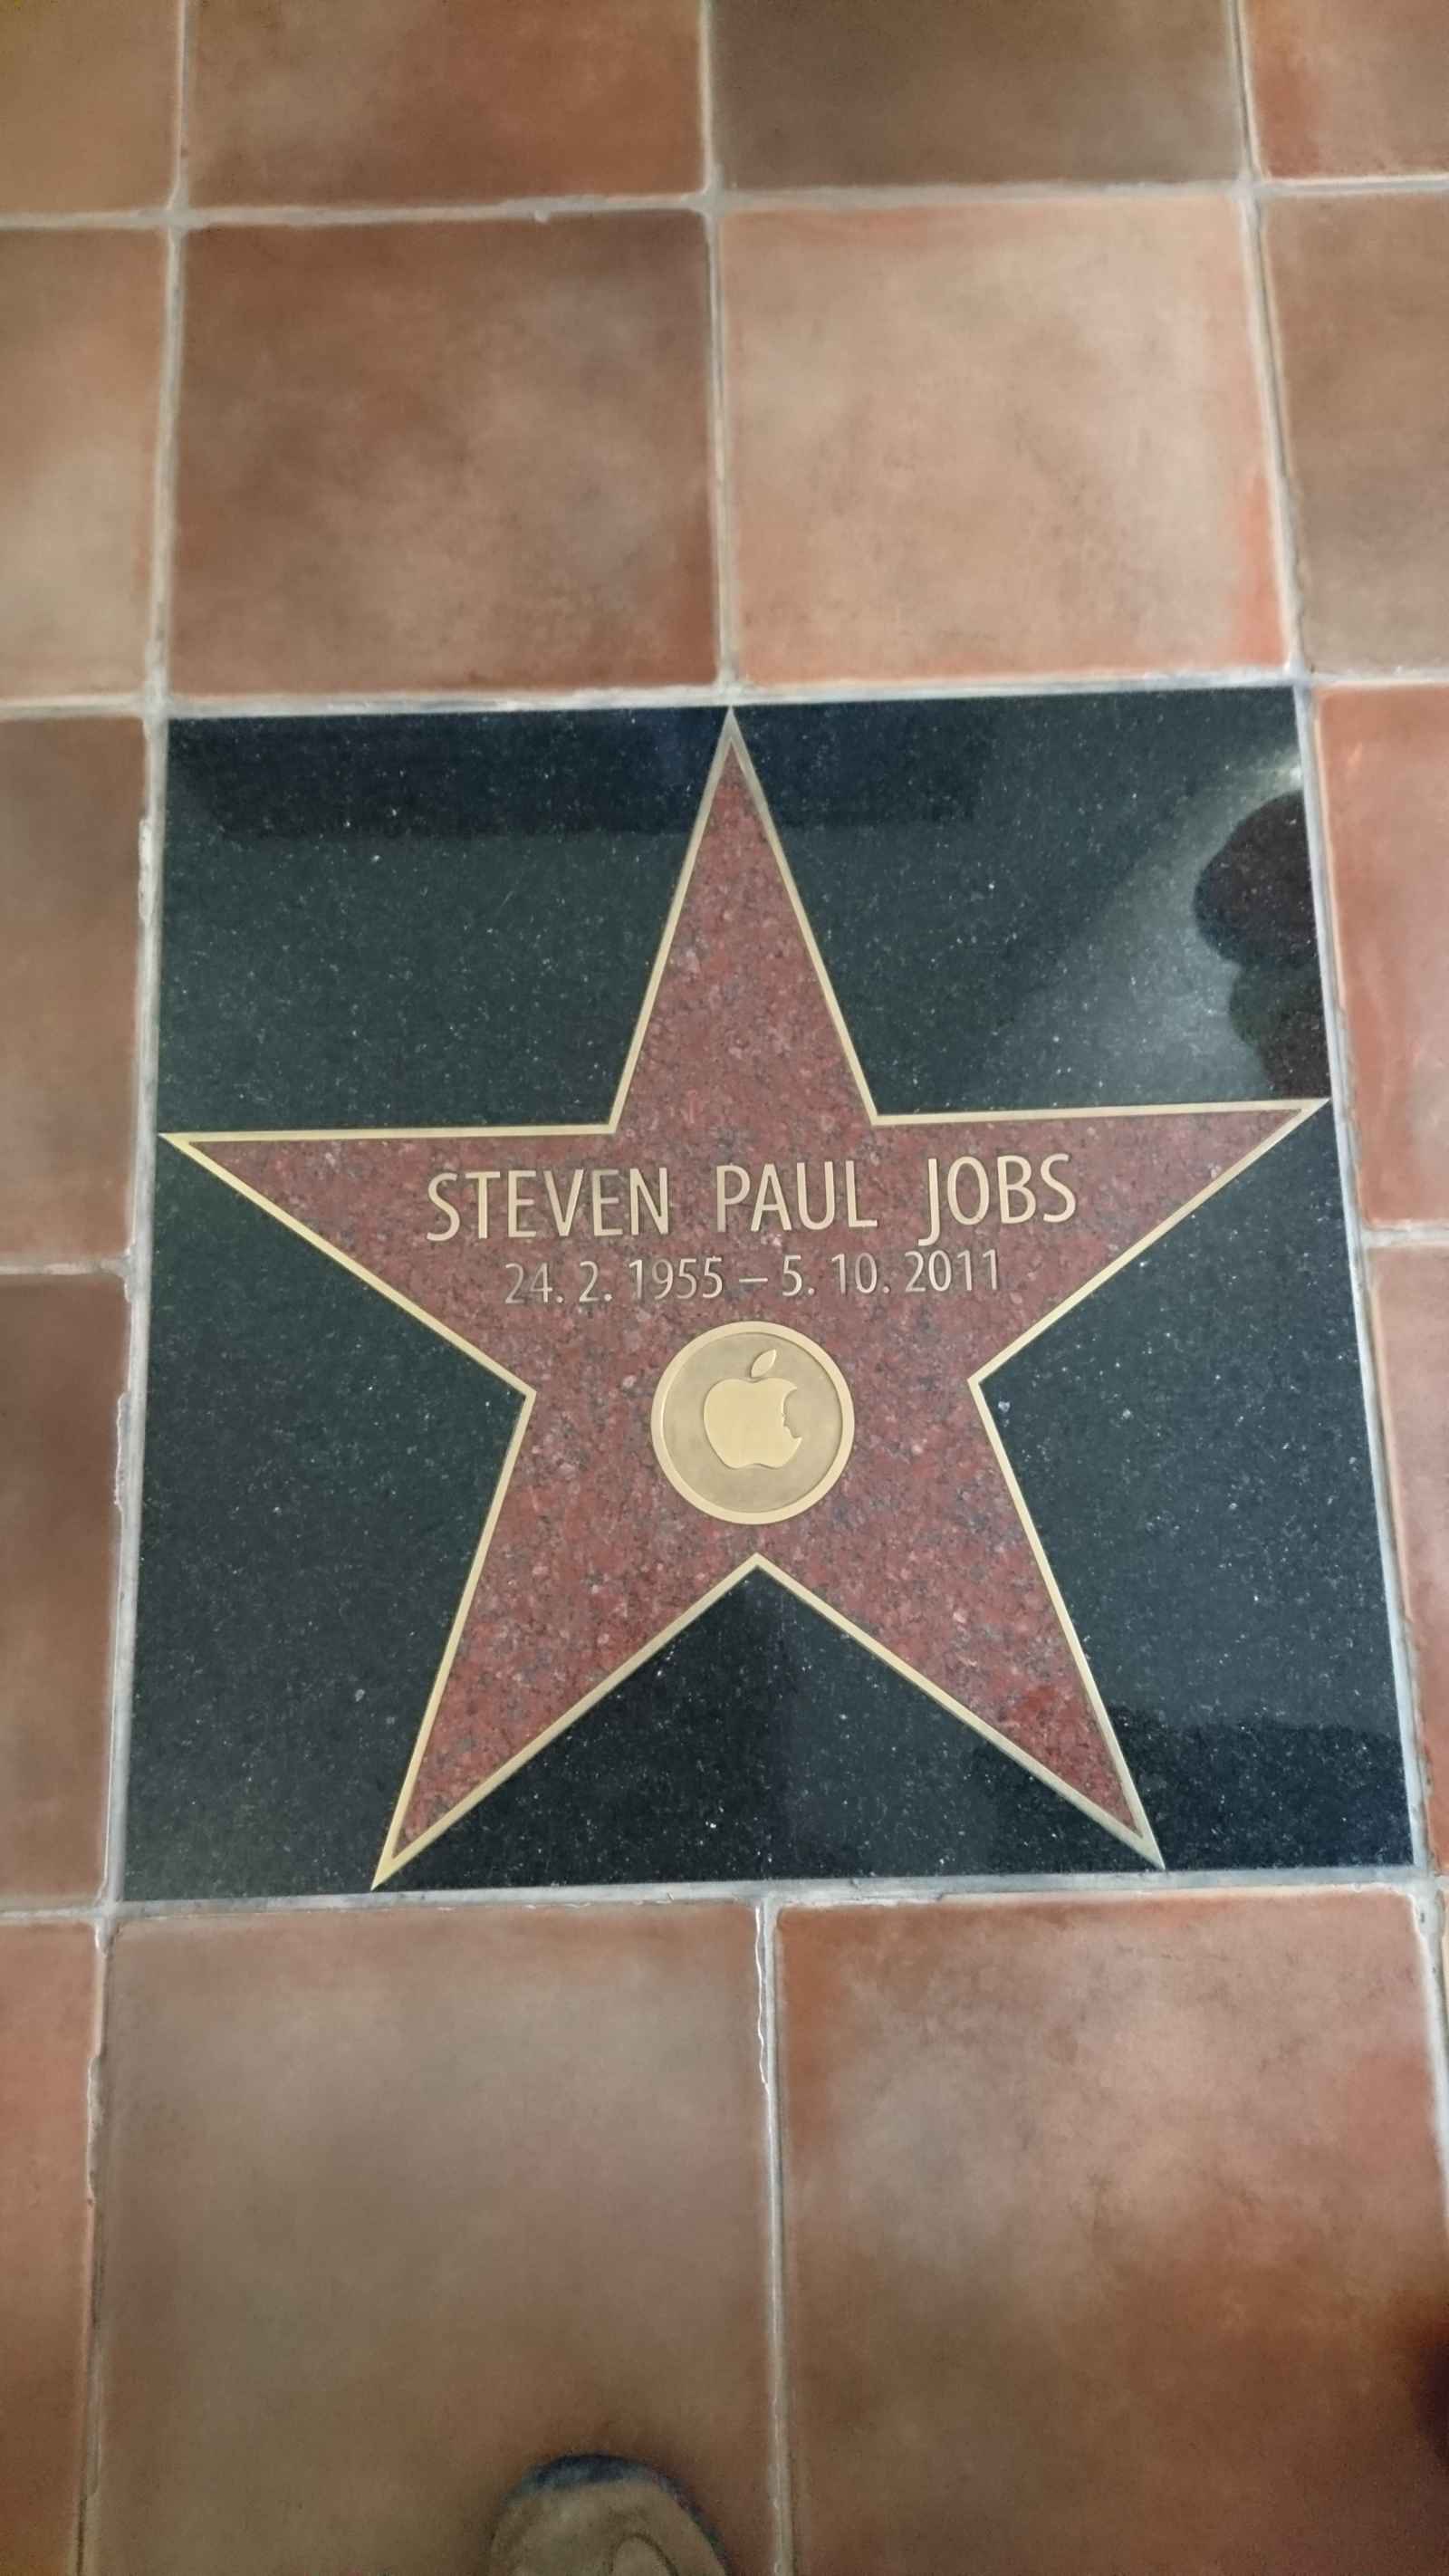 STEVEN PAUL JOBS
24. 2. 1955 – 5. 10. 2011